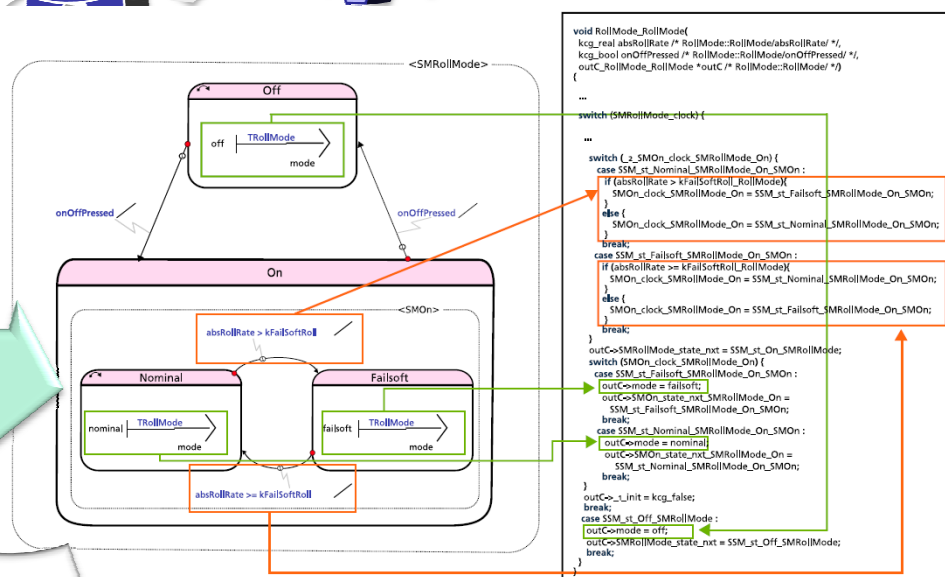 <SMRollMode>
Off
off
TRollMode
mode
onOffPressed
onOffPressed
On
<SMOn>
absRollRate > kFailSoftRoll
Nominal
nominal
TRollMode
mode
Failsoft
failsoft
TRollMode
mode
absRollRate >= kFailSoftRoll
void RollMode_RollMode(
kcg_real absRollRate /* RollMode::RollMode/absRollRate/ */,
kcg_bool onOffPressed /* RollMode::RollMode/onOffPressed/ */,
outC_RollMode_RollMode *outC /* RollMode::RollMode/ */)
{
...
switch (SMRollMode_clock) {
...
switch (_2_SMOn_clock_SMRollMode_On) {
case SSM_st_Nominal_SMRollMode_On_SMOn :
if (absRollRate > kFailSoftRoll_RollMode){
SMOn_clock_SMRollMode_On = SSM_st_Failsoft_SMRollMode_On_SMOn;
}
else {
SMOn_clock_SMRollMode_On = SSM_st_Nominal_SMRollMode_On_SMOn;
}
break;
case SSM_st_Failsoft_SMRollMode_On_SMOn :
if (absRollRate >= kFailSoftRoll_RollMode){
SMOn_clock_SMRollMode_On = SSM_st_Nominal_SMRollMode_On_SMOn;
}
else {
SMOn_clock_SMRollMode_On = SSM_st_Failsoft_SMRollMode_On_SMOn;
}
break;
}
outC->SMRollMode_state_nxt = SSM_st_On_SMRollMode;
switch (SMOn_clock_SMRollMode_On) {
case SSM_st_Failsoft_SMRollMode_On_SMOn :
outC->mode = failsoft;
outC->SMOn_state_nxt_SMRollMode_On =
SSM_st_Failsoft_SMRollMode_On_SMOn;
break;
case SSM_st_Nominal_SMRollMode_On_SMOn :
outC->mode = nominal;
outC->SMOn_state_nxt_SMRollMode_On =
SSM_st_Nominal_SMRollMode_On_SMOn;
break;
}
outC->_1_init = kcg_false;
break;
case SSM_st_Off_SMRollMode :
outC->mode = off;
outC->SMRollMode_state_nxt = SSM_st_Off_SMRollMode;
break;
}
}